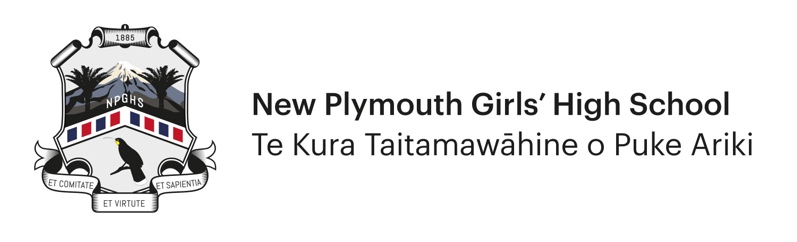 1885
NPGHS
ET COMITATE
ET VIRTUTE
ET SAPIENTIA
New Plymouth Girls' High School
Te Kura Taitamawāhine o Puke Ariki